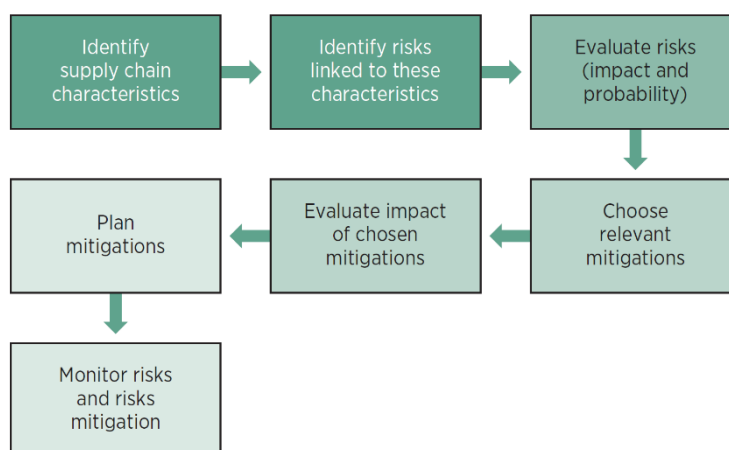 Identify
supply chain
characteristics
Identify risks
linked to these
characteristics
Evaluate risks
(impact and
probability)
Choose
relevant
mitigations
Evaluate impact
of chosen
mitigations
Plan
mitigations
Monitor risks
and risks
mitigation